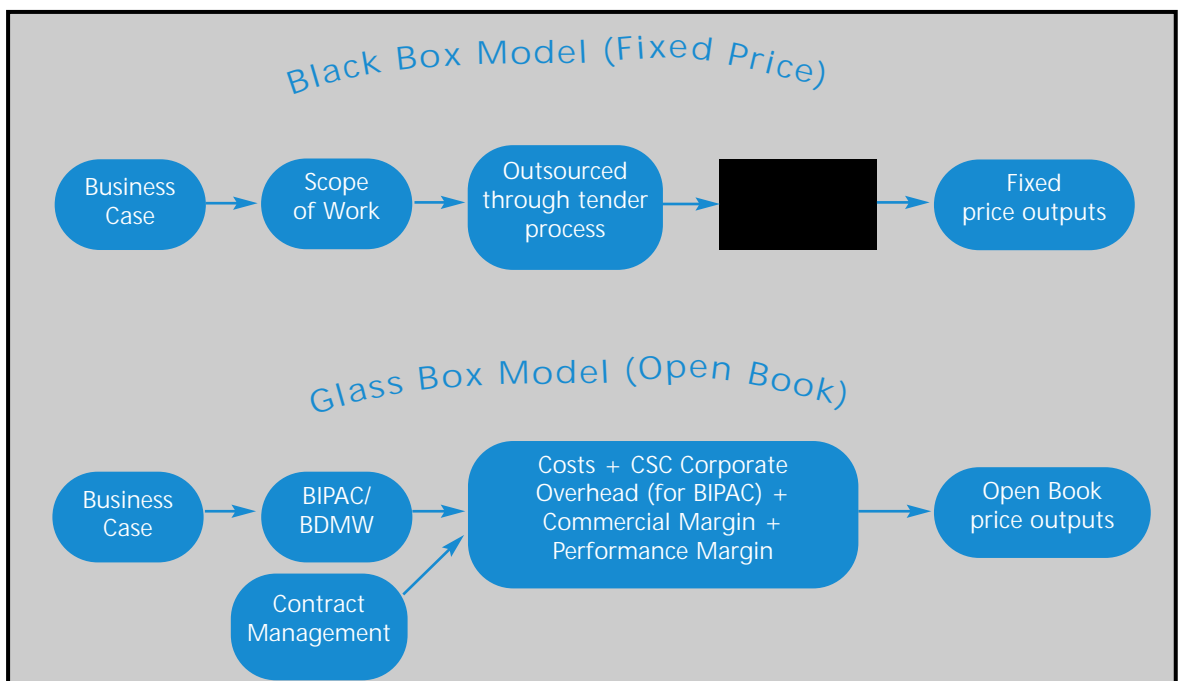 Black Box Model (Fixed Price)
Business
Case
Scope
of Work
Outsourced
through tender
process
Fixed
price outputs
Glass Box Model (Open Book)
Business
Case
BIPAC/
BDMW
Contract
Management
Costs + CSC Corporate
Overhead (for BIPAC) +
Commercial Margin +
Performance Margin
Open Book
price outputs